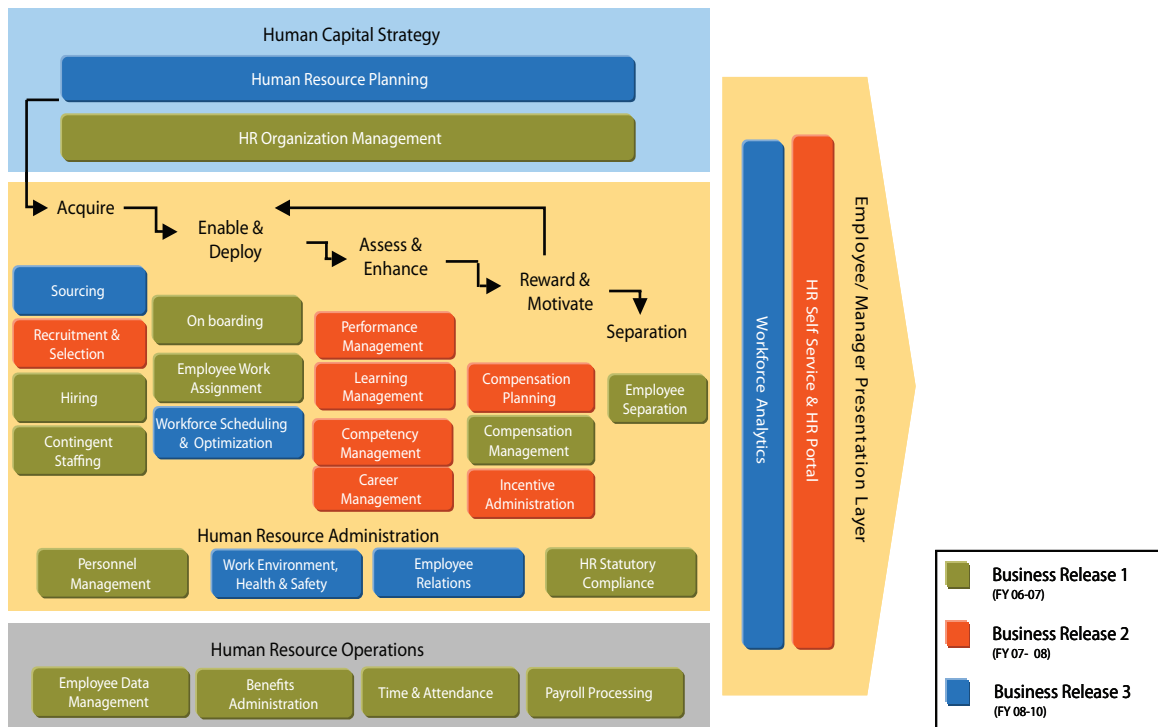 Human Capital Strategy
Human Resource Planning
HR Organization Management
Acquire
Enable &
Deploy
Assess &
Enhance
Reward &
Motivate
Separation
Sourcing
Recruitment &
Selection
Hiring
Contingent
Staffing
On boarding
Employee Work
Assignment
Workforce Scheduling
& Optimization
Performance
Management
Learning
Management
Competency
Management
Career
Management
Compensation
Planning
Compensation
Management
Incentive
Administration
Employee
Separation
Human Resource Administration
Personnel
Management
Work Environment,
Health & Safety
Employee
Relations
HR Statutory
Compliance
Human Resource Operations
Employee Data
Management
Benefits
Administration
Time & Attendance
Payroll Processing
Workforce Analytics
HR Self Service & HR Portal
Employee/ Manager Presentation Layer
Business Release 1
(FY 06-07)
Business Release 2
(FY 07- 08)
Business Release 3
(FY 08-10)